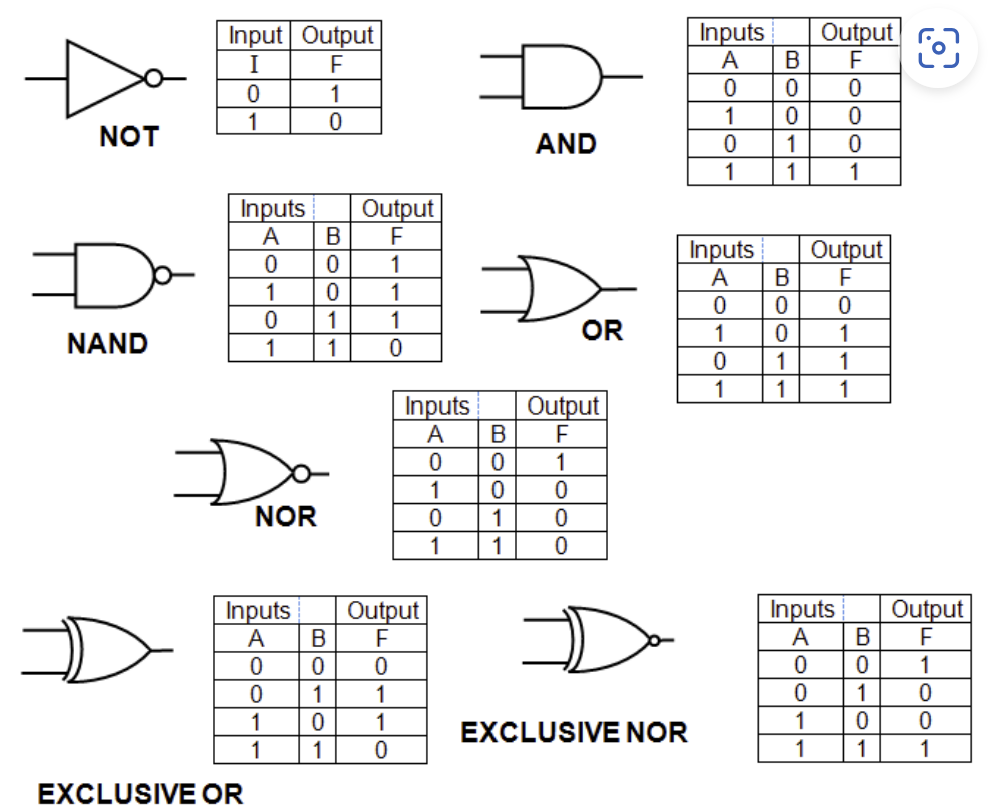 Input Output
I F
0 1
1 0
NOT
Inputs Output
A B F
0 0 0
1 0 0
0 1 0
1 1 1
AND
Inputs Output
A B F
0 0 1
1 0 1
0 1 1
1 1 0
NAND
Inputs Output
A B F
0 0 0
1 0 1
0 1 1
1 1 1
OR
Inputs Output
A B F
0 0 1
1 0 0
0 1 0
1 1 0
NOR
Inputs Output
A B F
0 0 0
0 1 1
1 0 1
1 1 0
EXCLUSIVE OR
Inputs Output
A B F
0 0 1
0 1 0
1 0 0
1 1 1
EXCLUSIVE NOR